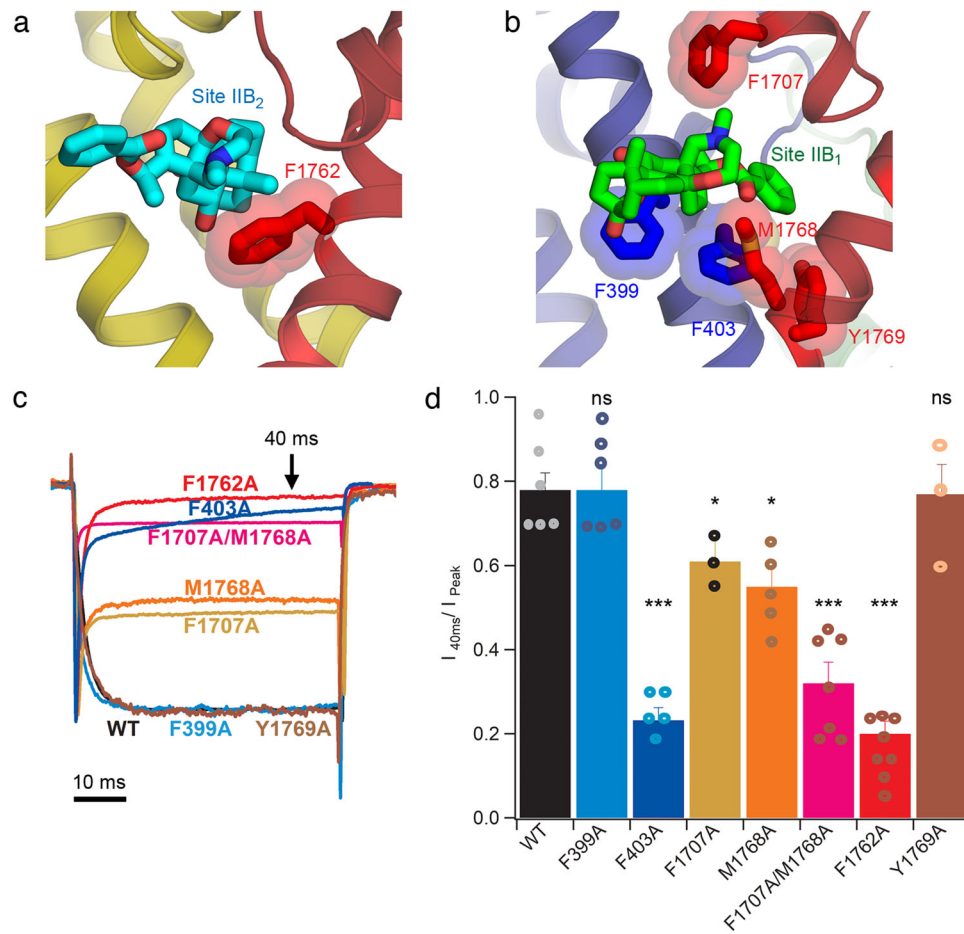 a
Site IIB₂
F1762
b
F1707
Site IIB₁
M1768
F399
F403
Y1769
c
40 ms
F1762A
F403A
F1707A/M1768A
M1768A
F1707A
WT F399A Y1769A
10 ms
d
I 40ms/ I Peak
1.0
0.8
0.6
0.4
0.2
0.0
ns
ns
* *
*** *** ***
WT
F399A
F403A
F1707A
M1768A
F1707A/M1768A
F1762A
Y1769A